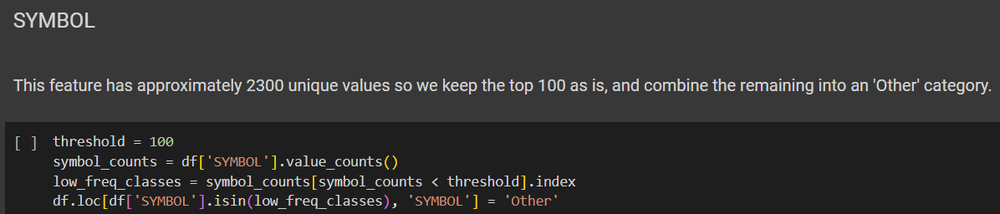 SYMBOL
This feature has approximately 2300 unique values so we keep the top 100 as is, and combine the remaining into an 'Other' category.
[ ] threshold = 100
symbol_counts = df['SYMBOL'].value_counts()
low_freq_classes = symbol_counts[symbol_counts < threshold].index
df.loc[df['SYMBOL'].isin(low_freq_classes), 'SYMBOL'] = 'Other'